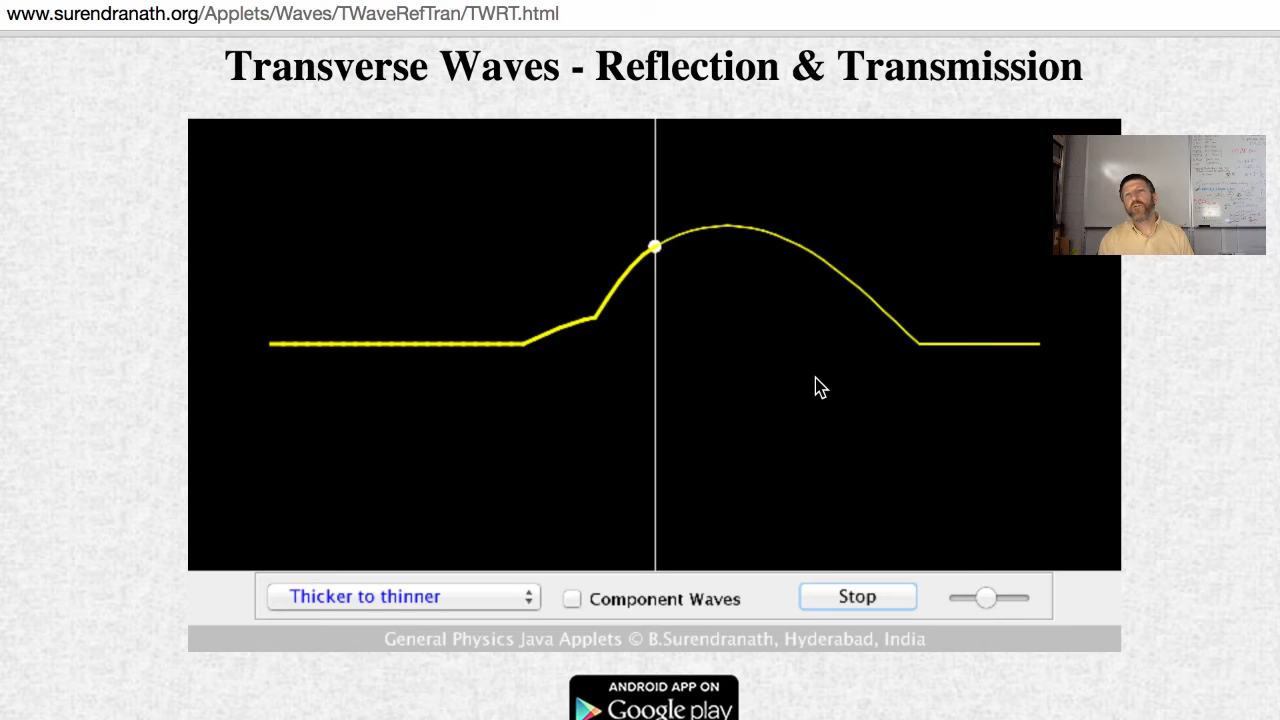 www.surendranath.org/Applets/Waves/TWaveRefTran/TWRT.html
Transverse Waves - Reflection & Transmission
Thicker to thinner
Component Waves
Stop
General Physics Java Applets © B.Surendranath, Hyderabad, India
ANDROID APP ON
Google play